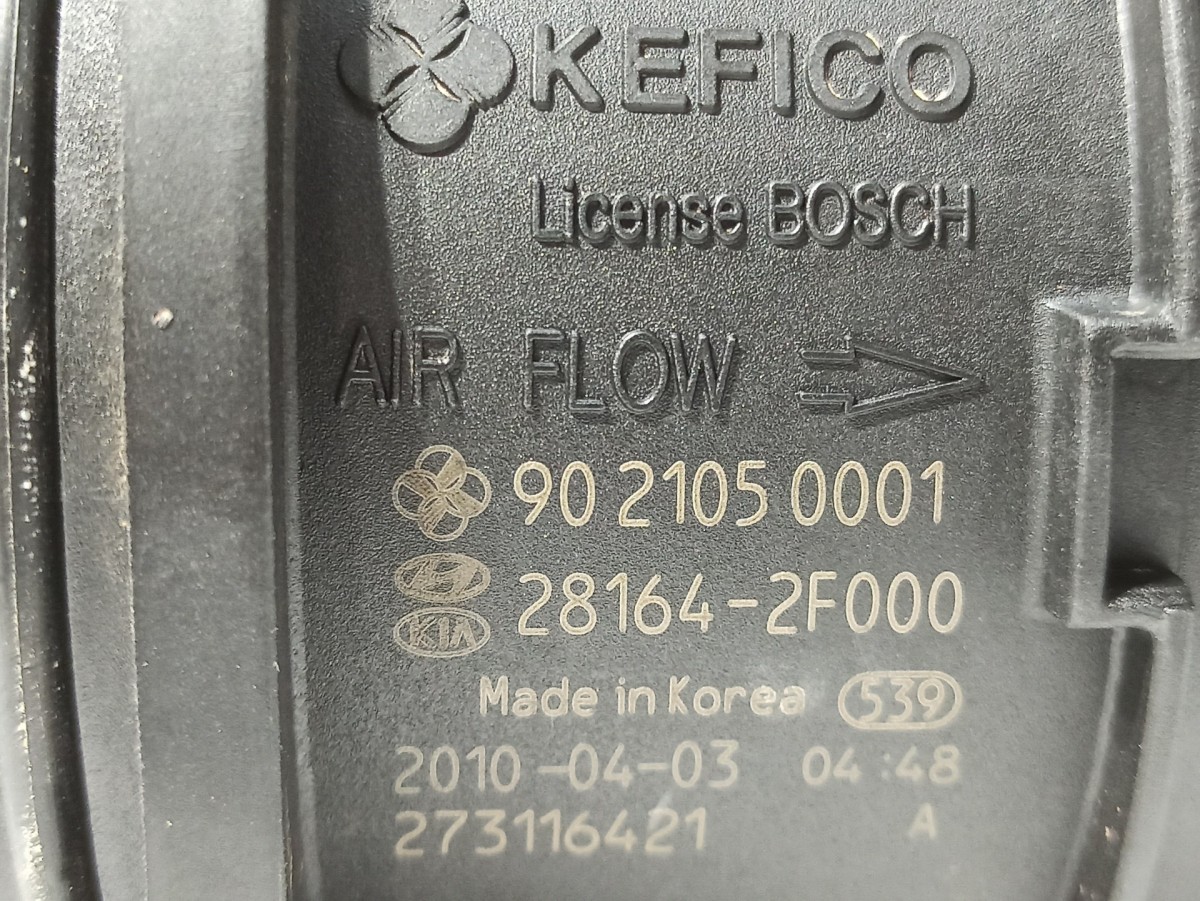 KEFICO
License BOSCH
AIR FLOW
90 2105 0001
28164-2F000
KIA
Made in Korea 539
2010-04-03 04:48
273116421 A